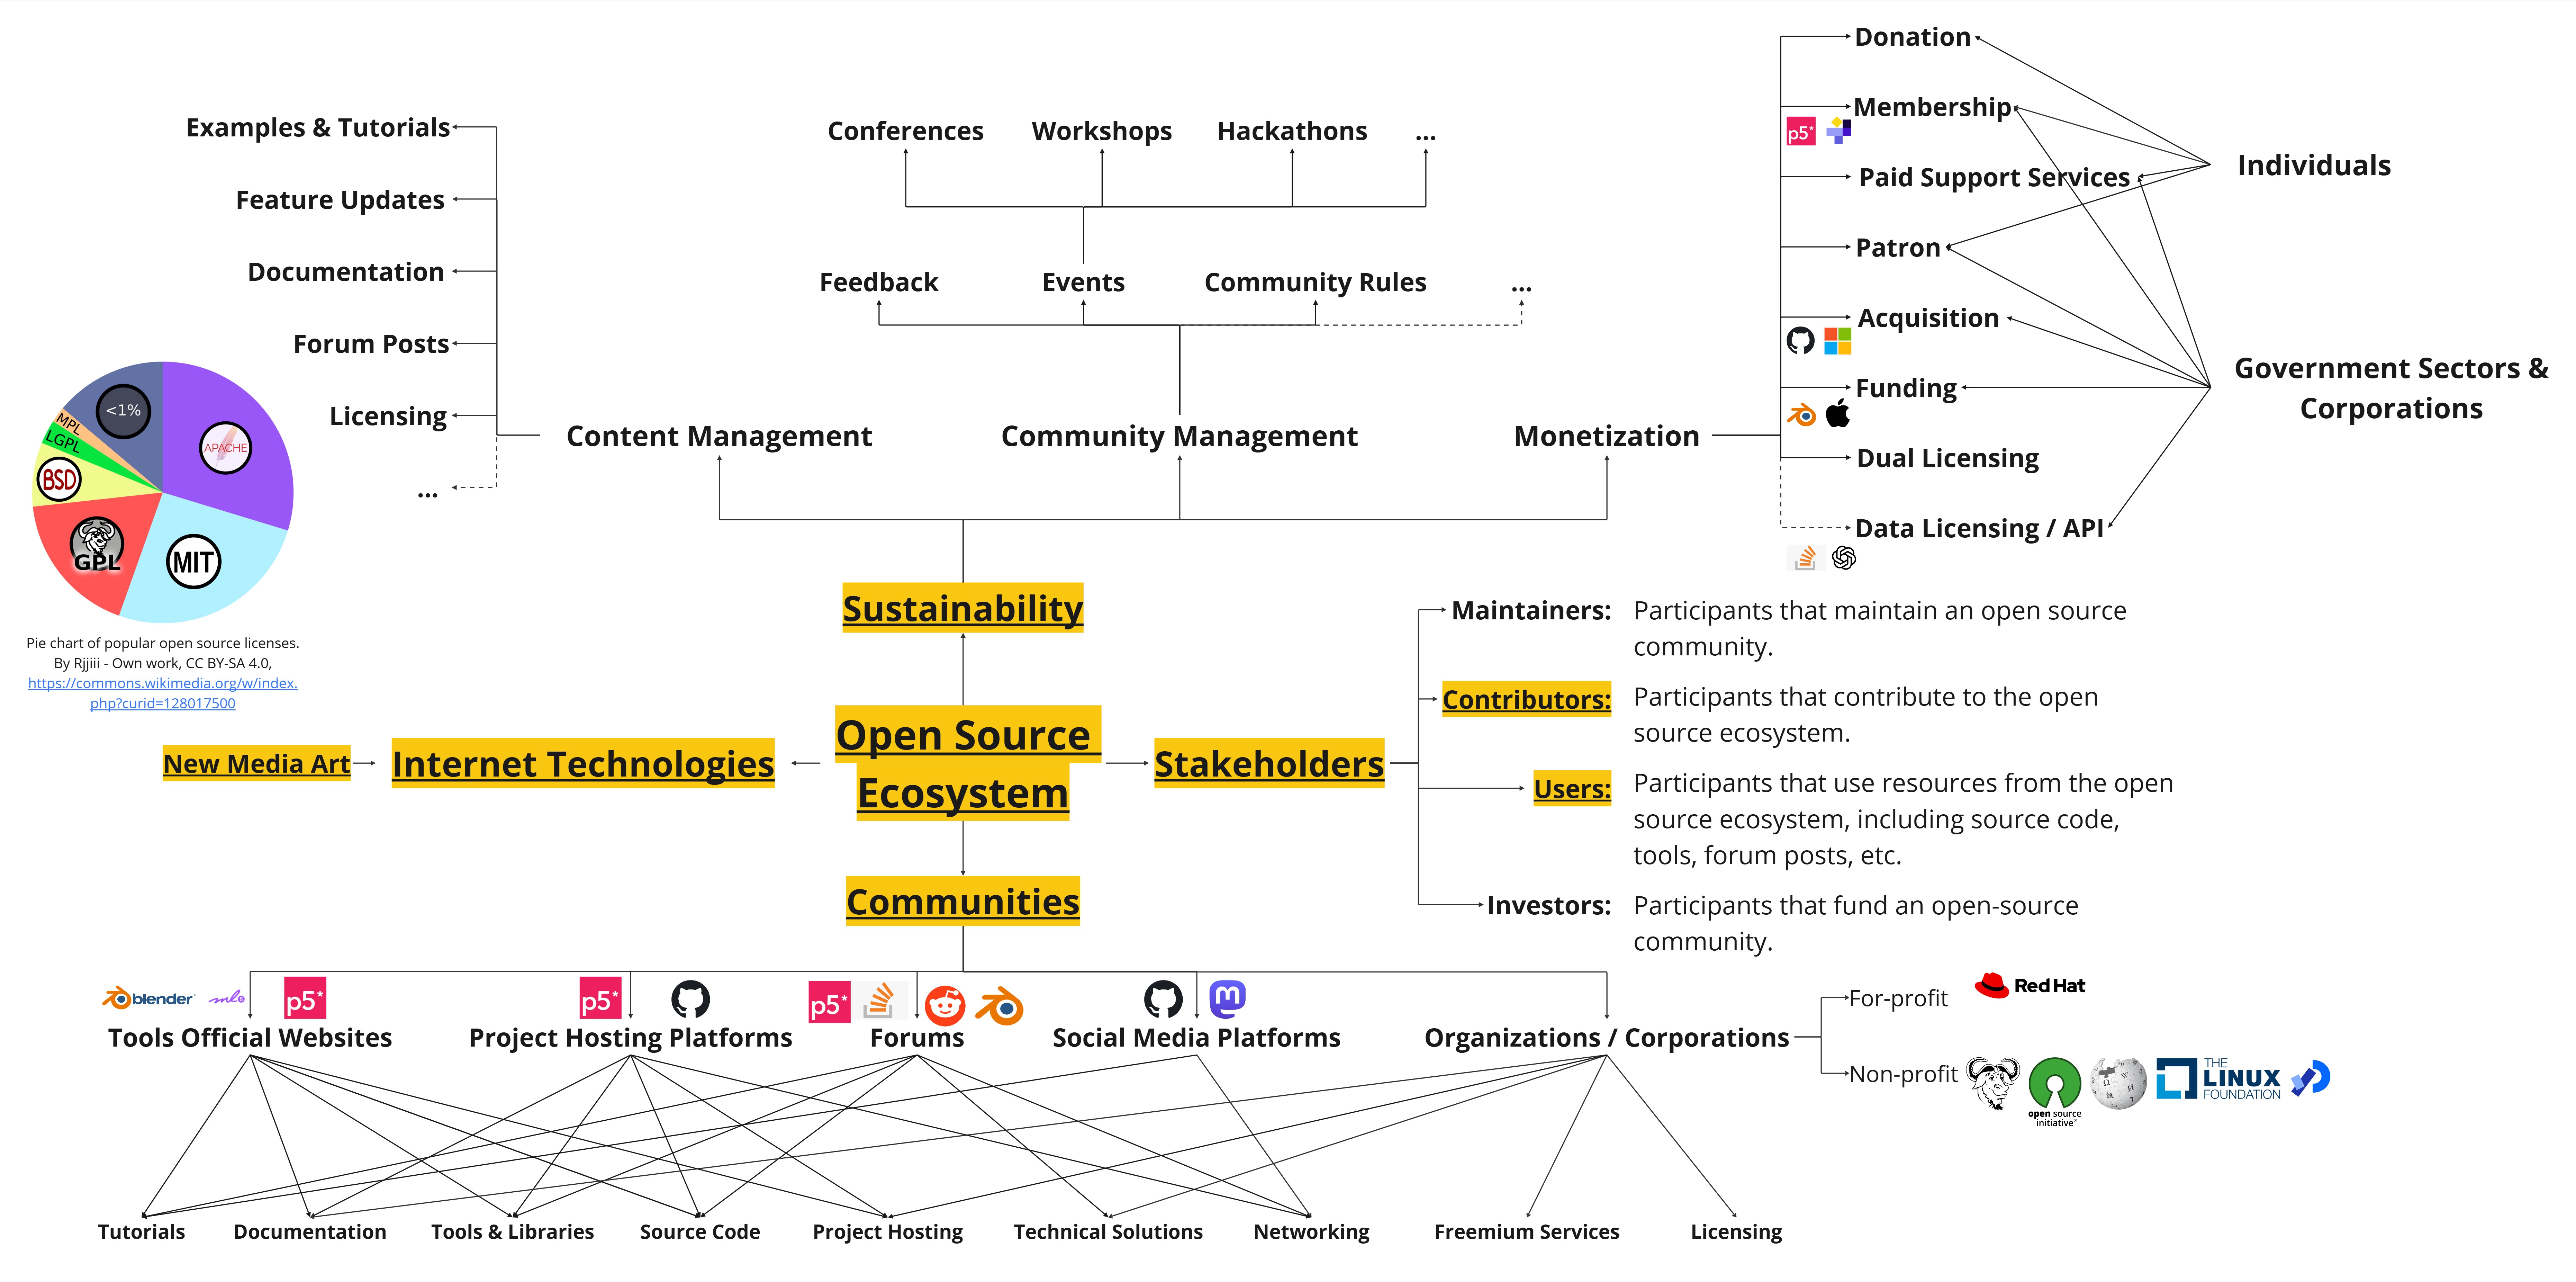 Donation
Membership
p5*
Paid Support Services
Patron
Acquisition
Funding
Dual Licensing
Data Licensing / API
Individuals
Government Sectors &
Corporations
Conferences
Workshops
Hackathons
...
Feedback
Events
Community Rules
...
Examples & Tutorials
Feature Updates
Documentation
Forum Posts
Licensing
...
Content Management
Community Management
Monetization
<1%
MPL
LGPL
BSD
GPL
MIT
APACHE
Pie chart of popular open source licenses.
By Rjjiii - Own work, CC BY-SA 4.0,
https://commons.wikimedia.org/w/index.
php?curid=128017500
Sustainability
Open Source
Ecosystem
New Media Art
Internet Technologies
Stakeholders
Maintainers:
Participants that maintain an open source
community.
Contributors:
Participants that contribute to the open
source ecosystem.
Users:
Participants that use resources from the open
source ecosystem, including source code,
tools, forum posts, etc.
Investors:
Participants that fund an open-source
community.
Communities
blender
ml5
p5*
p5*
p5*
m
Tools Official Websites
Project Hosting Platforms
Forums
Social Media Platforms
Organizations / Corporations
For-profit
Red Hat
Non-profit
open source
initiative
W
THE
LINUX
FOUNDATION
Tutorials
Documentation
Tools & Libraries
Source Code
Project Hosting
Technical Solutions
Networking
Freemium Services
Licensing